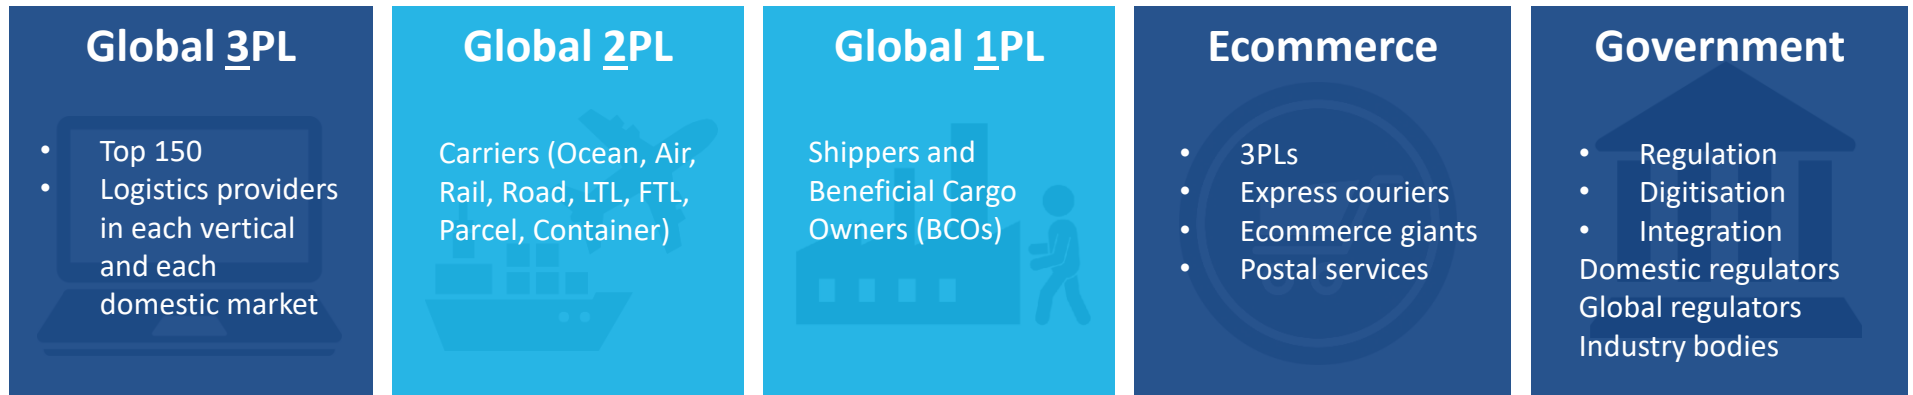 Global 3PL
• Top 150
• Logistics providers
in each vertical
and each
domestic market
Global 2PL
Carriers (Ocean, Air,
Rail, Road, LTL, FTL,
Parcel, Container)
Global 1PL
Shippers and
Beneficial Cargo
Owners (BCOs)
Ecommerce
• 3PLs
• Express couriers
• Ecommerce giants
• Postal services
Government
• Regulation
• Digitisation
• Integration
Domestic regulators
Global regulators
Industry bodies